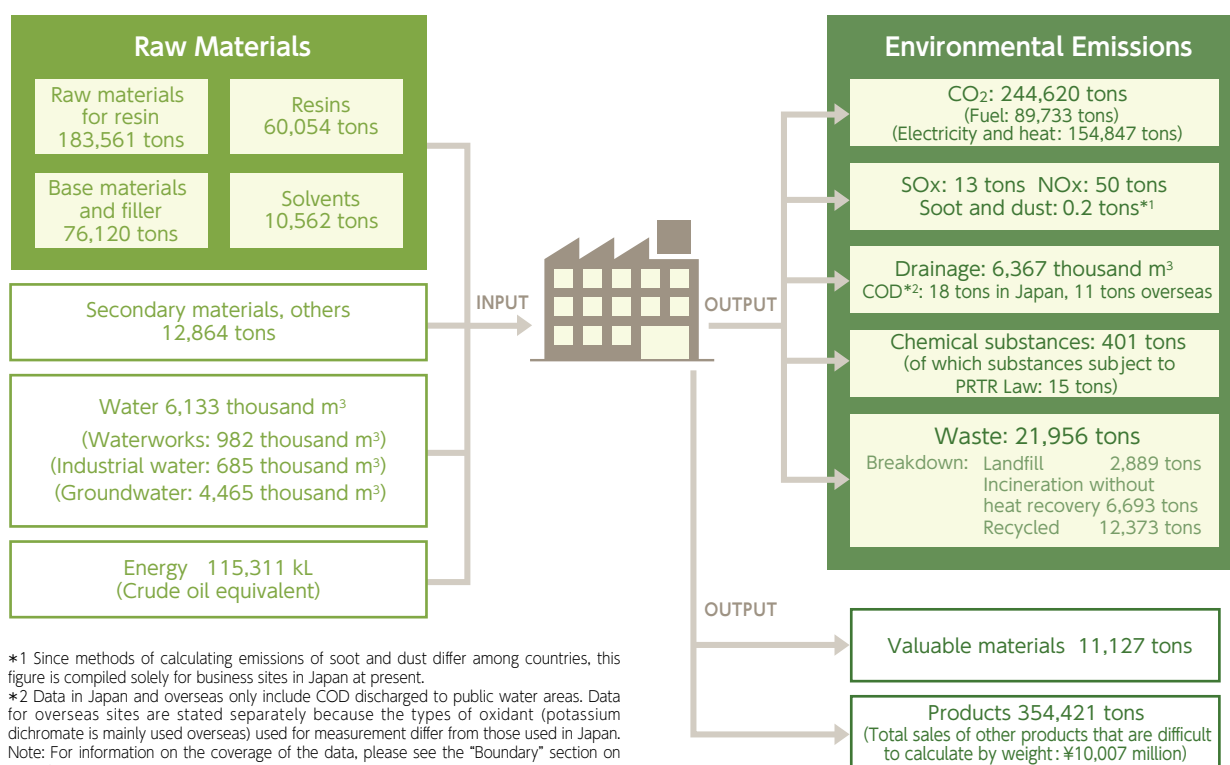 Raw Materials
Raw materials
for resin
183,561 tons
Resins
60,054 tons
Base materials
and filler
76,120 tons
Solvents
10,562 tons
Secondary materials, others
12,864 tons
Water 6,133 thousand m³
(Waterworks: 982 thousand m³)
(Industrial water: 685 thousand m³)
(Groundwater: 4,465 thousand m³)
Energy 115,311 kL
(Crude oil equivalent)
INPUT
OUTPUT
Environmental Emissions
CO₂: 244,620 tons
(Fuel: 89,733 tons)
(Electricity and heat: 154,847 tons)
SOx: 13 tons NOx: 50 tons
Soot and dust: 0.2 tons*¹
Drainage: 6,367 thousand m³
COD*²: 18 tons in Japan, 11 tons overseas
Chemical substances: 401 tons
(of which substances subject to
PRTR Law: 15 tons)
Waste: 21,956 tons
Breakdown: Landfill 2,889 tons
Incineration without
heat recovery 6,693 tons
Recycled 12,373 tons
OUTPUT
Valuable materials 11,127 tons
Products 354,421 tons
(Total sales of other products that are difficult
to calculate by weight: ¥10,007 million)
*1 Since methods of calculating emissions of soot and dust differ among countries, this
figure is compiled solely for business sites in Japan at present.
*2 Data in Japan and overseas only include COD discharged to public water areas. Data
for overseas sites are stated separately because the types of oxidant (potassium
dichromate is mainly used overseas) used for measurement differ from those used in Japan.
Note: For information on the coverage of the data, please see the "Boundary" section on